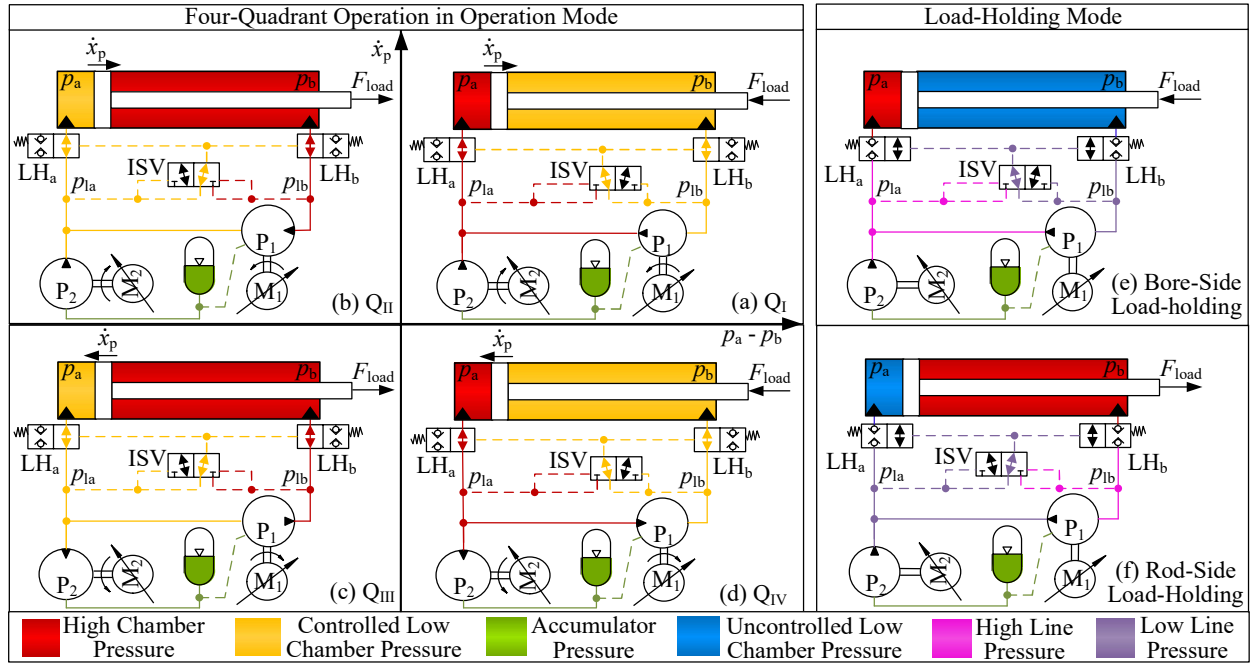 Four-Quadrant Operation in Operation Mode
Load-Holding Mode
ẋp
pa
pb
Fload
LHa
ISV
LHb
pla
plb
P1
P2
M2
M1
(b) QII
ẋp
ẋp
pa
pb
Fload
LHa
ISV
LHb
pla
plb
P1
P2
M2
M1
(a) QI
pa - pb
pa
pb
Fload
LHa
ISV
LHb
pla
plb
P1
P2
M2
M1
(e) Bore-Side
Load-holding
ẋp
pa
pb
Fload
LHa
ISV
LHb
pla
plb
P1
P2
M2
M1
(c) QIII
ẋp
pa
pb
Fload
LHa
ISV
LHb
pla
plb
P1
P2
M2
M1
(d) QIV
pa
pb
Fload
LHa
ISV
LHb
pla
plb
P1
P2
M2
M1
(f) Rod-Side
Load-Holding
High Chamber
Pressure
Controlled Low
Chamber Pressure
Accumulator
Pressure
Uncontrolled Low
Chamber Pressure
High Line
Pressure
Low Line
Pressure